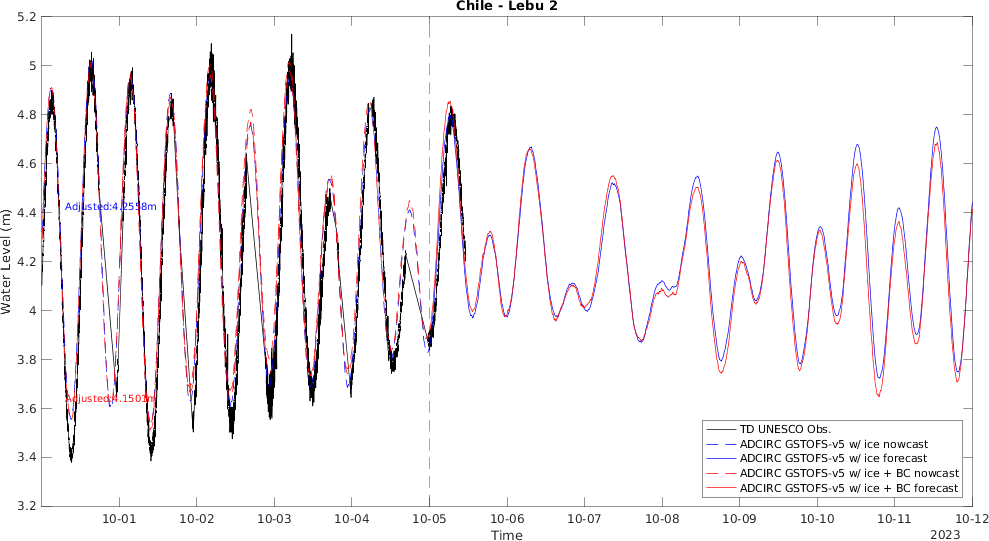 Chile - Lebu 2
5.2
5
4.8
4.6
4.4
4.2
4
3.8
3.6
3.4
3.2
Water Level (m)
Adjusted:4.2558m
Adjusted:4.1501m
TD UNESCO Obs.
ADCIRC GSTOFS-v5 w/ ice nowcast
ADCIRC GSTOFS-v5 w/ ice forecast
ADCIRC GSTOFS-v5 w/ ice + BC nowcast
ADCIRC GSTOFS-v5 w/ ice + BC forecast
10-01 10-02 10-03 10-04 10-05 10-06 10-07 10-08 10-09 10-10 10-11 10-12
Time
2023